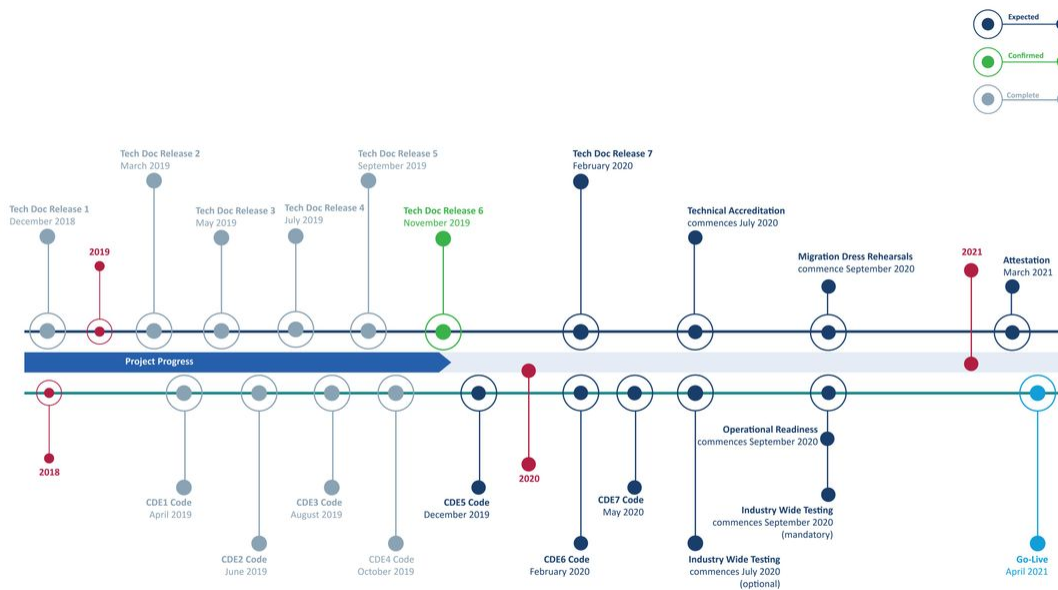 Expected
Confirmed
Complete
Tech Doc Release 2
March 2019
Tech Doc Release 5
September 2019
Tech Doc Release 7
February 2020
Tech Doc Release 1
December 2018
Tech Doc Release 3
May 2019
Tech Doc Release 4
July 2019
Tech Doc Release 6
November 2019
Technical Accreditation
commences July 2020
2019
Migration Dress Rehearsals
commence September 2020
2021
Attestation
March 2021
Project Progress
2018
Operational Readiness
commences September 2020
2020
CDE1 Code
April 2019
CDE3 Code
August 2019
CDE5 Code
December 2019
CDE7 Code
May 2020
Industry Wide Testing
commences September 2020
(mandatory)
CDE2 Code
June 2019
CDE4 Code
October 2019
CDE6 Code
February 2020
Industry Wide Testing
commences July 2020
(optional)
Go-Live
April 2021